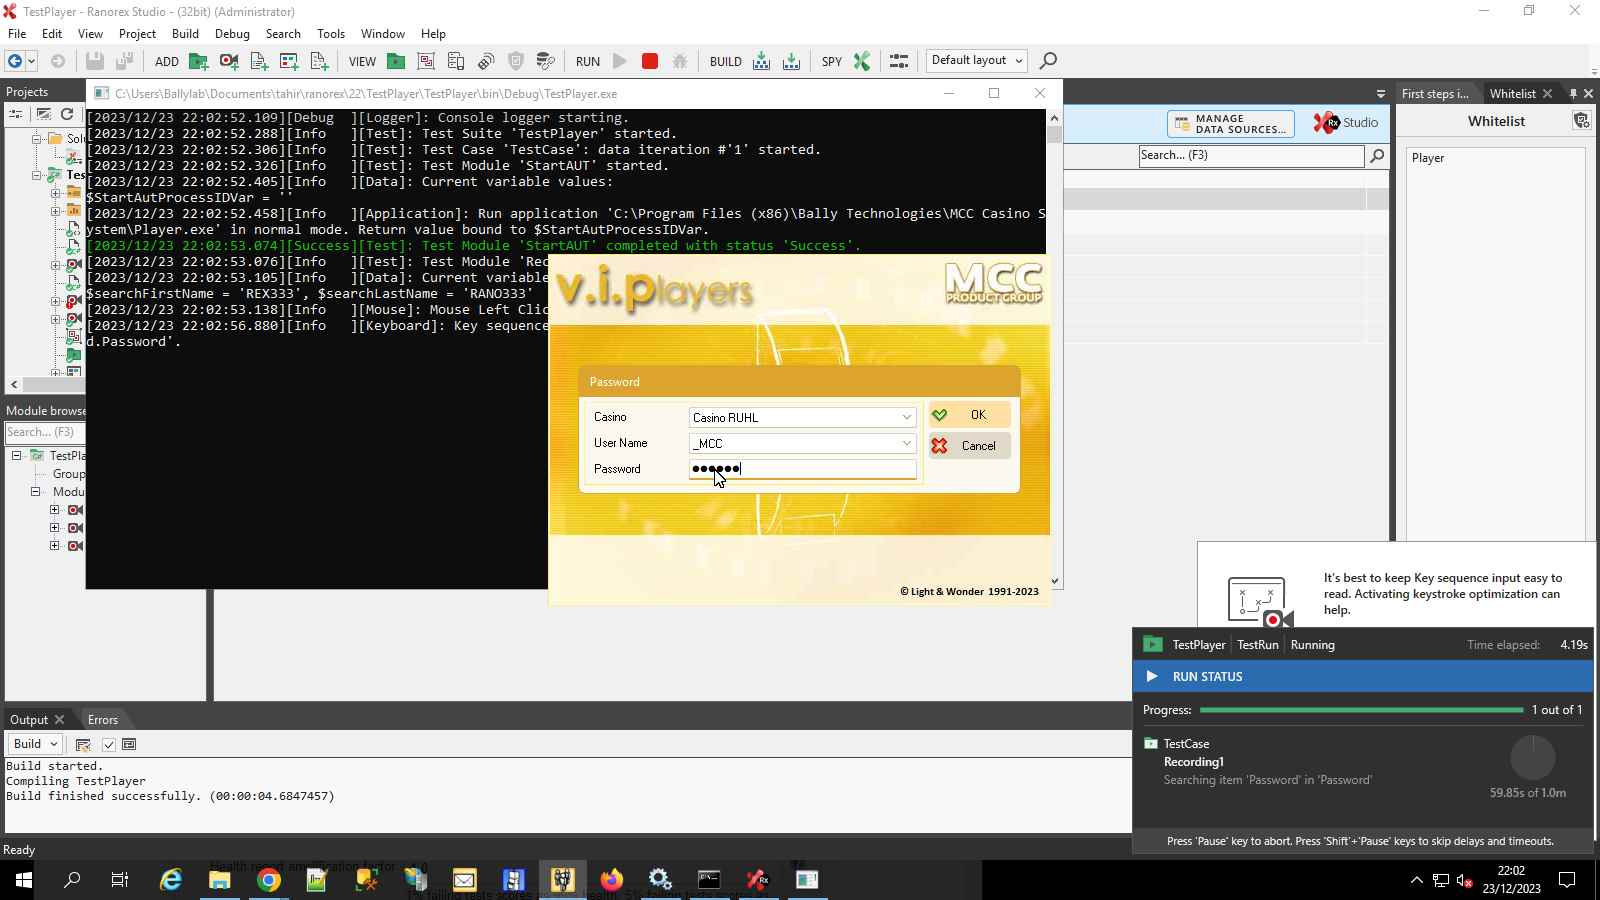 TestPlayer - Ranorex Studio - (32bit) (Administrator)
File Edit View Project Build Debug Search Tools Window Help
ADD VIEW RUN BUILD SPY Default layout
Projects
C:\Users\Ballylab\Documents\tahir\ranorex\22\TestPlayer\TestPlayer\bin\Debug\TestPlayer.exe
[2023/12/23 22:02:52.109][Debug  ][Logger]: Console logger starting.
[2023/12/23 22:02:52.288][Info   ][Test]: Test Suite 'TestPlayer' started.
[2023/12/23 22:02:52.306][Info   ][Test]: Test Case 'TestCase': data iteration #'1' started.
[2023/12/23 22:02:52.326][Info   ][Test]: Test Module 'StartAUT' started.
[2023/12/23 22:02:52.405][Info   ][Data]: Current variable values:
$StartAutProcessIDVar = ''
[2023/12/23 22:02:52.458][Info   ][Application]: Run application 'C:\Program Files (x86)\Bally Technologies\MCC Casino S
ystem\Player.exe' in normal mode. Return value bound to $StartAutProcessIDVar.
[2023/12/23 22:02:53.074][Success][Test]: Test Module 'StartAUT' completed with status 'Success'.
[2023/12/23 22:02:53.076][Info   ][Test]: Test Module 'Rec
[2023/12/23 22:02:53.105][Info   ][Data]: Current variable
$searchFirstName = 'REX333', $searchLastName = 'RANO333'
[2023/12/23 22:02:53.138][Info   ][Mouse]: Mouse Left Clic
[2023/12/23 22:02:56.880][Info   ][Keyboard]: Key sequence
d.Password'.
Solu
Tes
Module browse
Search... (F3)
TestPla
Group
Modu
v.i.players
MCC
PRODUCT GROUP
Password
Casino Casino RUHL OK
User Name _MCC Cancel
Password ●●●●●●
© Light & Wonder 1991-2023
MANAGE
DATA SOURCES...
Rx Studio
Search... (F3)
First steps i... Whitelist
Whitelist
Player
It's best to keep Key sequence input easy to
read. Activating keystroke optimization can
help.
TestPlayer TestRun Running Time elapsed: 4.19s
RUN STATUS
Progress: 1 out of 1
TestCase
Recording1
Searching item 'Password' in 'Password'
59.85s of 1.0m
Press 'Pause' key to abort. Press 'Shift'+'Pause' keys to skip delays and timeouts.
Output Errors
Build
Build started.
Compiling TestPlayer
Build finished successfully. (00:00:04.6847457)
Ready
22:02
23/12/2023